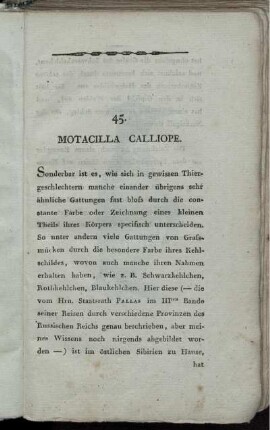 45.
MOTACILLA CALLIOPE.
Sonderbar ist es, wie sich in gewissen Thier-
geschlechtern manche einander übrigens sehr
ähnliche Gattungen fast bloſs durch die con-
stante Farbe oder Zeichnung eines kleinen
Theils ihrer Körpers specifisch unterscheiden.
So unter andern viele Gattungen von Gras-
mücken durch die besondere Farbe ihres Kehl-
schildes, wovon auch manche ihren Nahmen
erhalten haben, wie z. B. Schwarzkehlchen,
Rothkehlchen, Blaukehlchen. Hier diese (— die
vom Hrn. Staatsrath PALLAS im IIIten Bande
seiner Reisen durch verschiedene Provinzen des
Russischen Reichs genau beschrieben, aber mei-
nes Wissens noch nirgends abgebildet wor-
den —) ist im östlichen Sibirien zu Hause,
hat